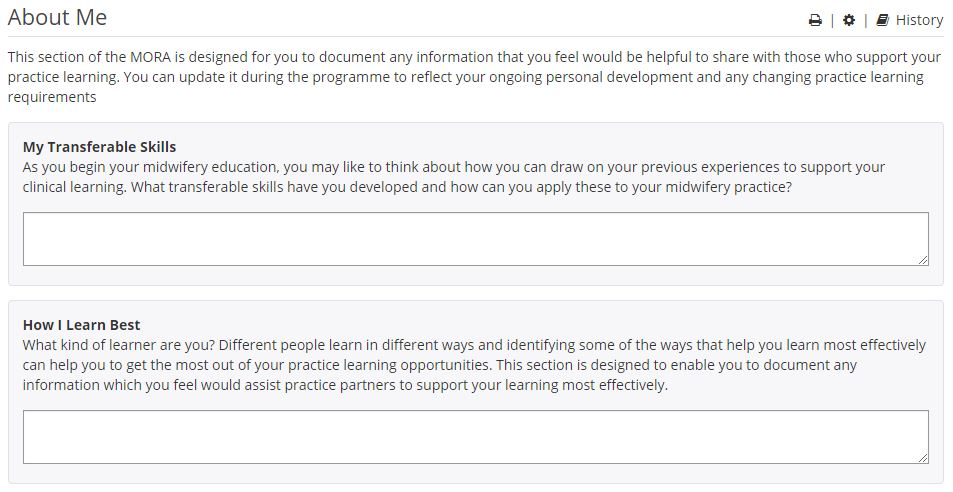 About Me
| | History
This section of the MORA is designed for you to document any information that you feel would be helpful to share with those who support your
practice learning. You can update it during the programme to reflect your ongoing personal development and any changing practice learning
requirements
My Transferable Skills
As you begin your midwifery education, you may like to think about how you can draw on your previous experiences to support your
clinical learning. What transferable skills have you developed and how can you apply these to your midwifery practice?
How I Learn Best
What kind of learner are you? Different people learn in different ways and identifying some of the ways that help you learn most effectively
can help you to get the most out of your practice learning opportunities. This section is designed to enable you to document any
information which you feel would assist practice partners to support your learning most effectively.